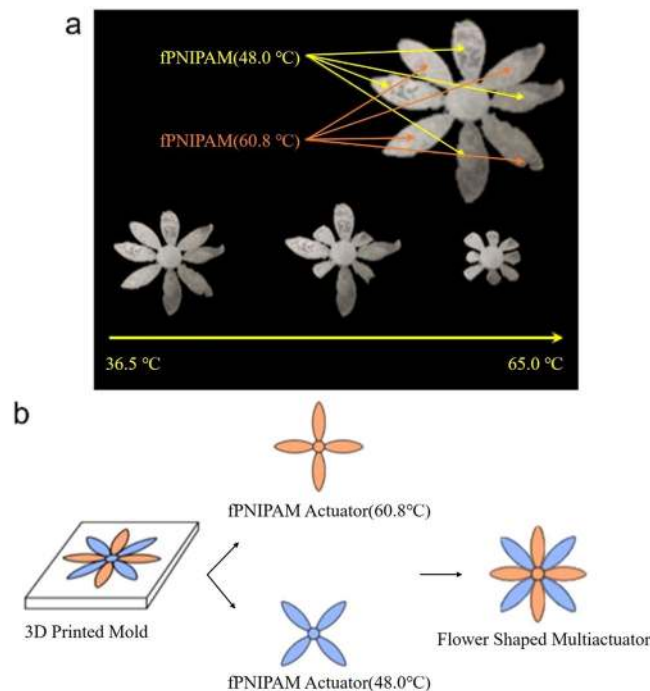 a
fPNIPAM(48.0 °C)
fPNIPAM(60.8 °C)
36.5 °C
65.0 °C
b
fPNIPAM Actuator(60.8°C)
3D Printed Mold
fPNIPAM Actuator(48.0°C)
Flower Shaped Multiactuator